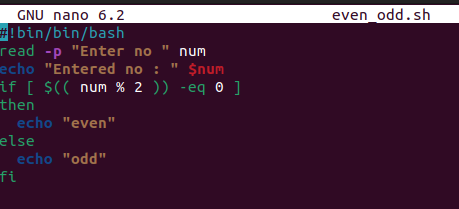 GNU nano 6.2 even_odd.sh
#!bin/bin/bash
read -p "Enter no " num
echo "Entered no : " $num
if [ $(( num % 2 )) -eq 0 ]
then
  echo "even"
else
  echo "odd"
fi